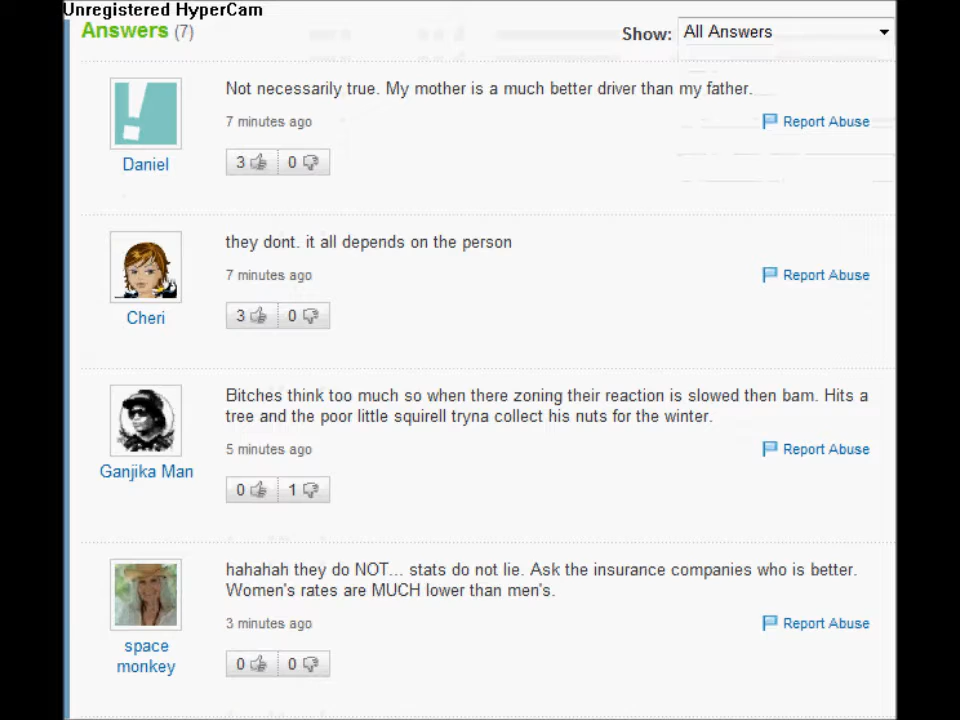 Unregistered HyperCam
Answers (7)
Show: All Answers
Not necessarily true. My mother is a much better driver than my father.
7 minutes ago
Report Abuse
Daniel
3 0
they dont. it all depends on the person
7 minutes ago
Report Abuse
Cheri
3 0
Bitches think too much so when there zoning their reaction is slowed then bam. Hits a
tree and the poor little squirell tryna collect his nuts for the winter.
5 minutes ago
Report Abuse
Ganjika Man
0 1
hahahah they do NOT... stats do not lie. Ask the insurance companies who is better.
Women's rates are MUCH lower than men's.
3 minutes ago
Report Abuse
space
monkey
0 0